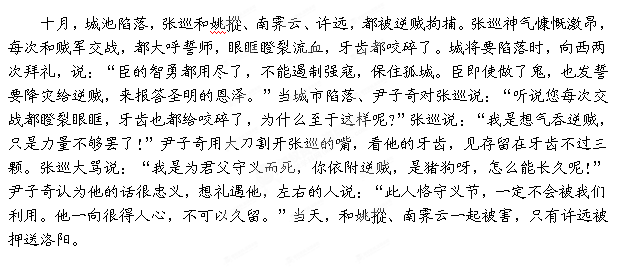 十月，城池陷落，张巡和姚摐、南霁云、许远，都被逆贼拘捕。张巡神气慷慨激昂，
每次和贼军交战，都大呼誓师，眼眶瞪裂流血，牙齿都咬碎了。城将要陷落时，向西两
次拜礼，说：“臣的智勇都用尽了，不能遏制强寇，保住孤城。臣即使做了鬼，也发誓
要降灾给逆贼，来报答圣明的恩泽。”当城市陷落、尹子奇对张巡说：“听说您每次交
战都瞪裂眼眶，牙齿也都给咬碎了，为什么至于这样呢？”张巡说：“我是想气吞逆贼，
只是力量不够罢了！”尹子奇用大刀割开张巡的嘴，看他的牙齿，见存留在牙齿不过三
颗。张巡大骂说：“我是为君父守义而死，你依附逆贼，是猪狗呀，怎么能长久呢！”
尹子奇认为他的话很忠义，想礼遇他，左右的人说：“此人恪守义节，一定不会被我们
利用。他一向很得人心，不可以久留。”当天，和姚摐、南霁云一起被害，只有许远被
押送洛阳。